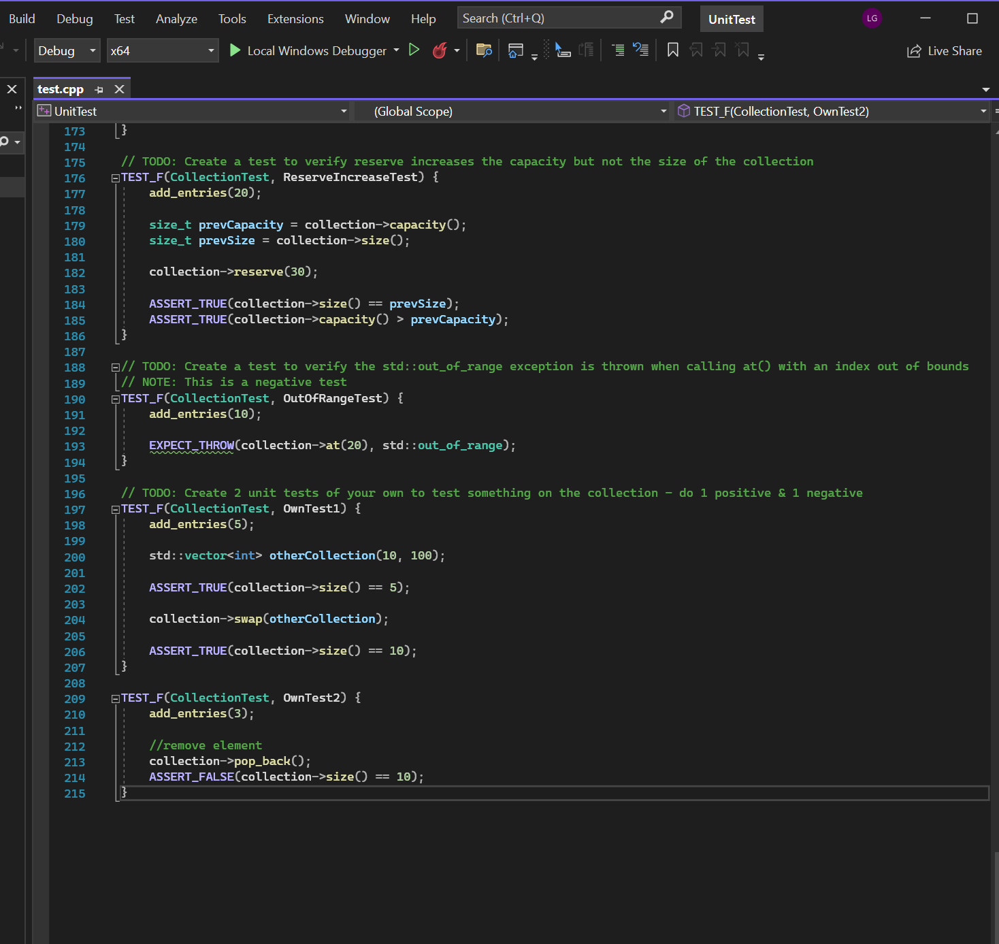 Build Debug Test Analyze Tools Extensions Window Help Search (Ctrl+Q) UnitTest LG
Debug x64 Local Windows Debugger Live Share
test.cpp
UnitTest (Global Scope) TEST_F(CollectionTest, OwnTest2)
173 }
174
175 // TODO: Create a test to verify reserve increases the capacity but not the size of the collection
176 TEST_F(CollectionTest, ReserveIncreaseTest) {
177 add_entries(20);
178
179 size_t prevCapacity = collection->capacity();
180 size_t prevSize = collection->size();
181
182 collection->reserve(30);
183
184 ASSERT_TRUE(collection->size() == prevSize);
185 ASSERT_TRUE(collection->capacity() > prevCapacity);
186 }
187
188 // TODO: Create a test to verify the std::out_of_range exception is thrown when calling at() with an index out of bounds
189 // NOTE: This is a negative test
190 TEST_F(CollectionTest, OutOfRangeTest) {
191 add_entries(10);
192
193 EXPECT_THROW(collection->at(20), std::out_of_range);
194 }
195
196 // TODO: Create 2 unit tests of your own to test something on the collection - do 1 positive & 1 negative
197 TEST_F(CollectionTest, OwnTest1) {
198 add_entries(5);
199
200 std::vector<int> otherCollection(10, 100);
201
202 ASSERT_TRUE(collection->size() == 5);
203
204 collection->swap(otherCollection);
205
206 ASSERT_TRUE(collection->size() == 10);
207 }
208
209 TEST_F(CollectionTest, OwnTest2) {
210 add_entries(3);
211
212 //remove element
213 collection->pop_back();
214 ASSERT_FALSE(collection->size() == 10);
215 }